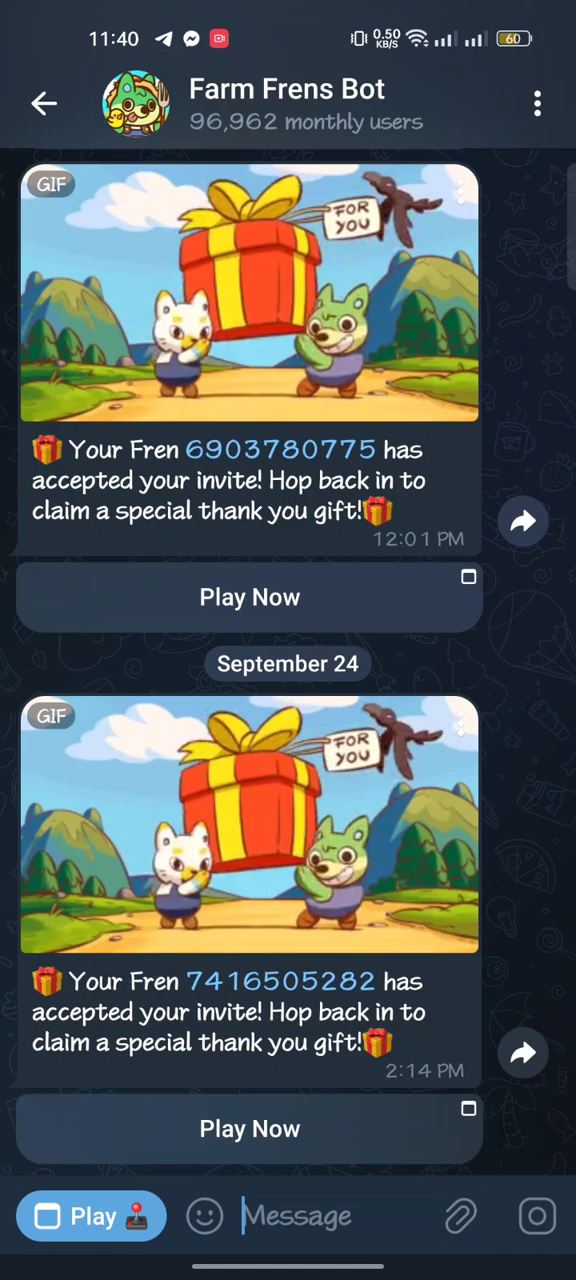 11:40
0.50 KB/S
60
Farm Frens Bot
96,962 monthly users
GIF
FOR
YOU
🎁 Your Fren 6903780775 has
accepted your invite! Hop back in to
claim a special thank you gift!🎁
12:01 PM
Play Now
September 24
GIF
FOR
YOU
🎁 Your Fren 7416505282 has
accepted your invite! Hop back in to
claim a special thank you gift!🎁
2:14 PM
Play Now
Play 🕹️
Message